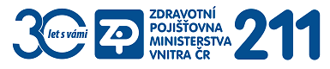 30
let s vámi
ZP
ZDRAVOTNÍ
POJIŠŤOVNA
MINISTERSTVA
VNITRA ČR
211